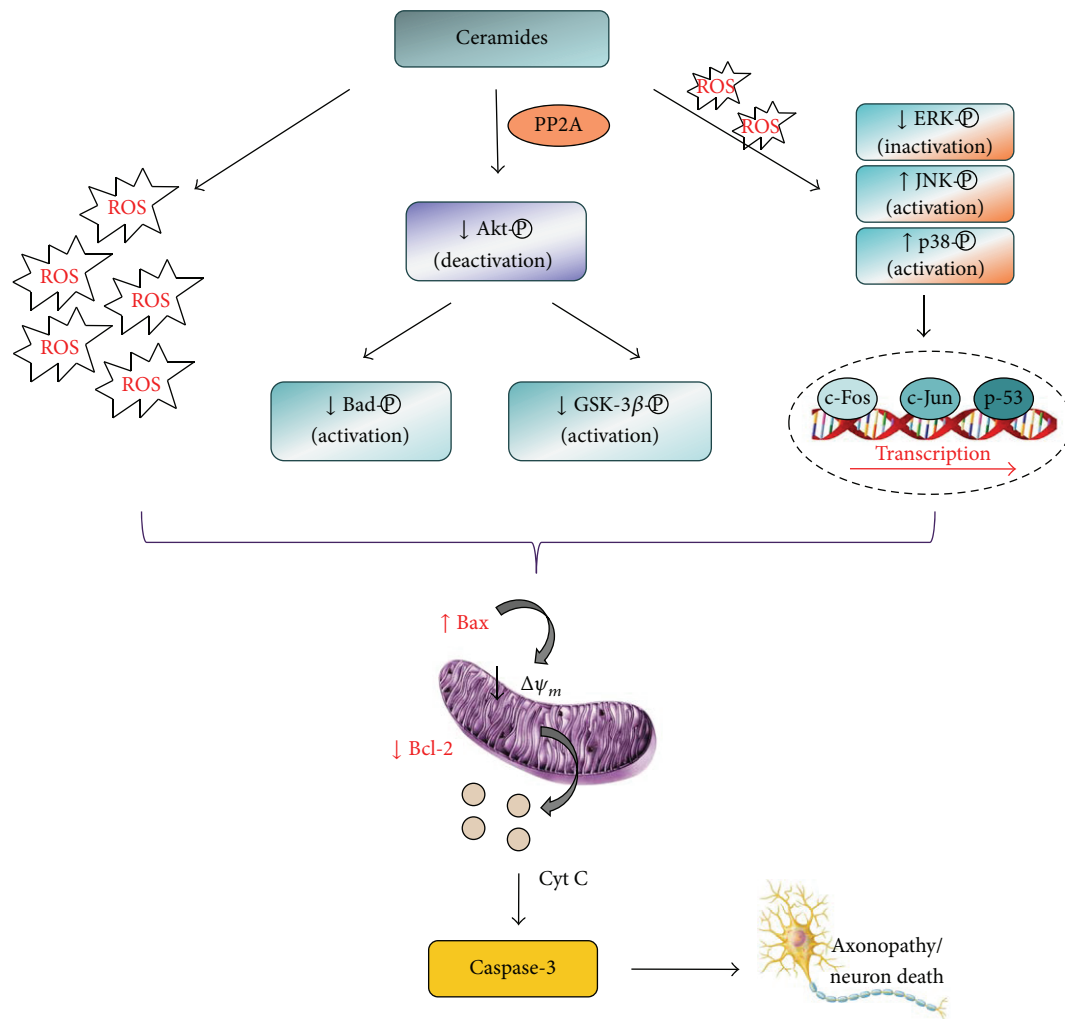 Ceramides
ROS
ROS
PP2A
↓ ERK-Ⓟ
(inactivation)
↑ JNK-Ⓟ
(activation)
↑ p38-Ⓟ
(activation)
ROS
ROS
ROS
ROS
ROS
↓ Akt-Ⓟ
(deactivation)
↓ Bad-Ⓟ
(activation)
↓ GSK-3β-Ⓟ
(activation)
c-Fos
c-Jun
p-53
Transcription
↑ Bax
↓ Δψm
↓ Bcl-2
Cyt C
Caspase-3
Axonopathy/
neuron death